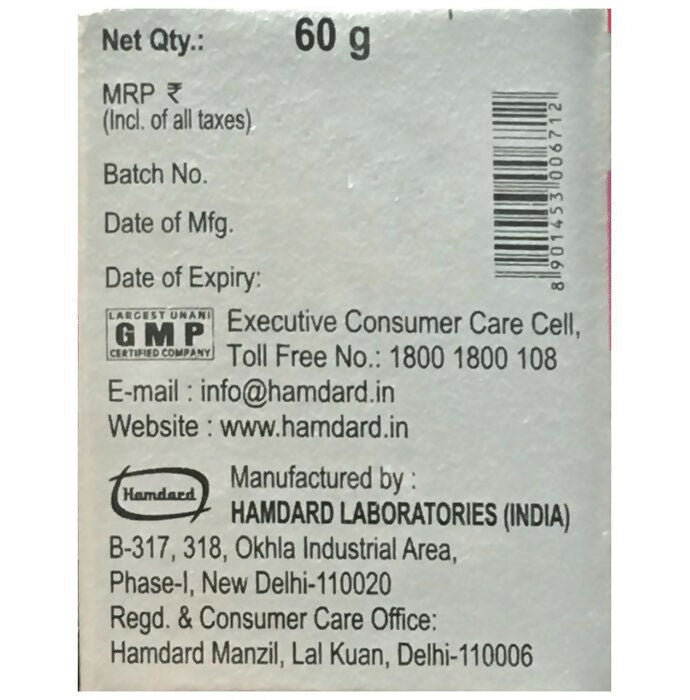 Net Qty.: 60 g
MRP ₹
(Incl. of all taxes)
Batch No.
Date of Mfg.
Date of Expiry:
8 901453 006712
LARGEST UNANI
GMP
CERTIFIED COMPANY
Executive Consumer Care Cell,
Toll Free No.: 1800 1800 108
E-mail : info@hamdard.in
Website : www.hamdard.in
Hamdard
Manufactured by :
HAMDARD LABORATORIES (INDIA)
B-317, 318, Okhla Industrial Area,
Phase-I, New Delhi-110020
Regd. & Consumer Care Office:
Hamdard Manzil, Lal Kuan, Delhi-110006